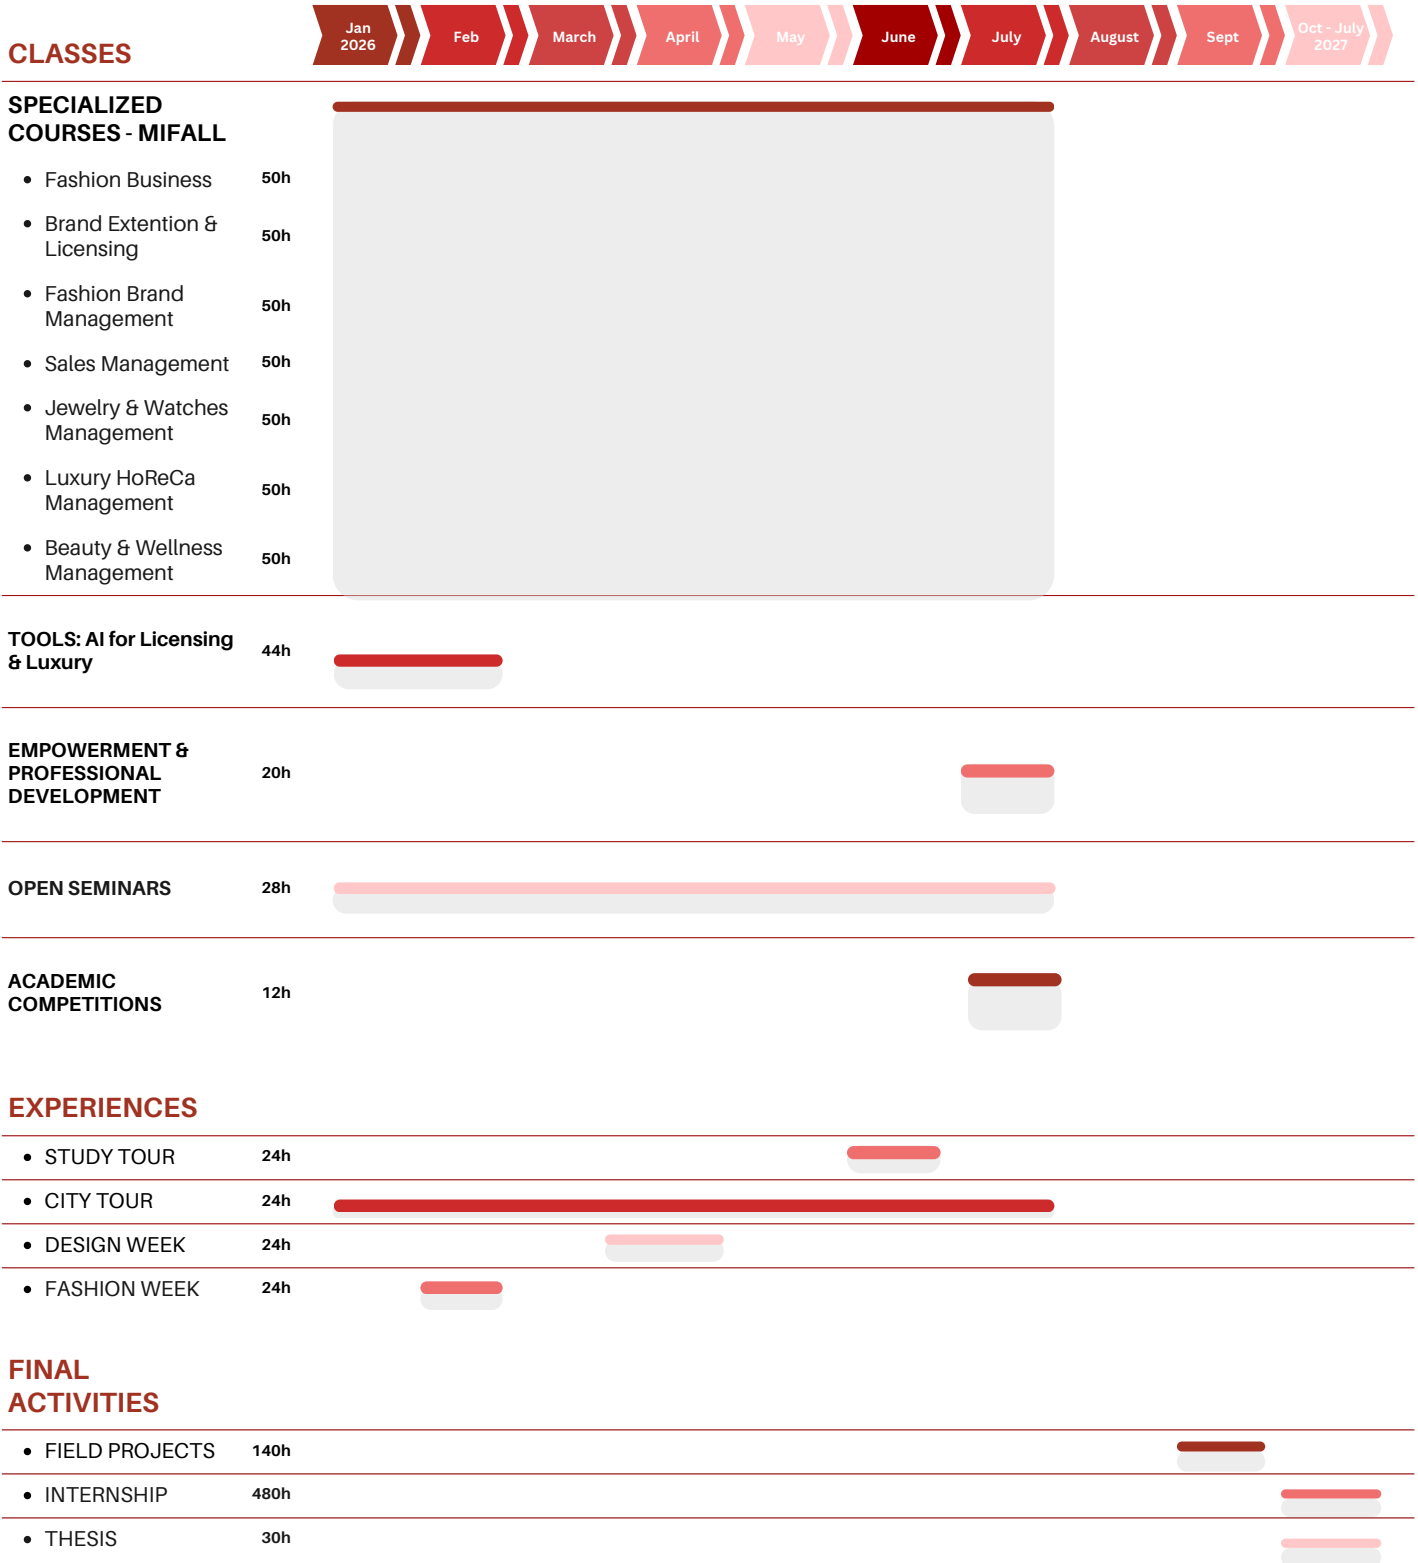 CLASSES
Jan
2026
Feb
March
April
May
June
July
August
Sept
Oct - July
2027
SPECIALIZED
COURSES - MIFALL
• Fashion Business 50h
• Brand Extention &
Licensing
50h
• Fashion Brand
Management
50h
• Sales Management 50h
• Jewelry & Watches
Management
50h
• Luxury HoReCa
Management
50h
• Beauty & Wellness
Management
50h
TOOLS: AI for Licensing
& Luxury
44h
EMPOWERMENT &
PROFESSIONAL
DEVELOPMENT
20h
OPEN SEMINARS 28h
ACADEMIC
COMPETITIONS
12h
EXPERIENCES
• STUDY TOUR 24h
• CITY TOUR 24h
• DESIGN WEEK 24h
• FASHION WEEK 24h
FINAL
ACTIVITIES
• FIELD PROJECTS 140h
• INTERNSHIP 480h
• THESIS 30h